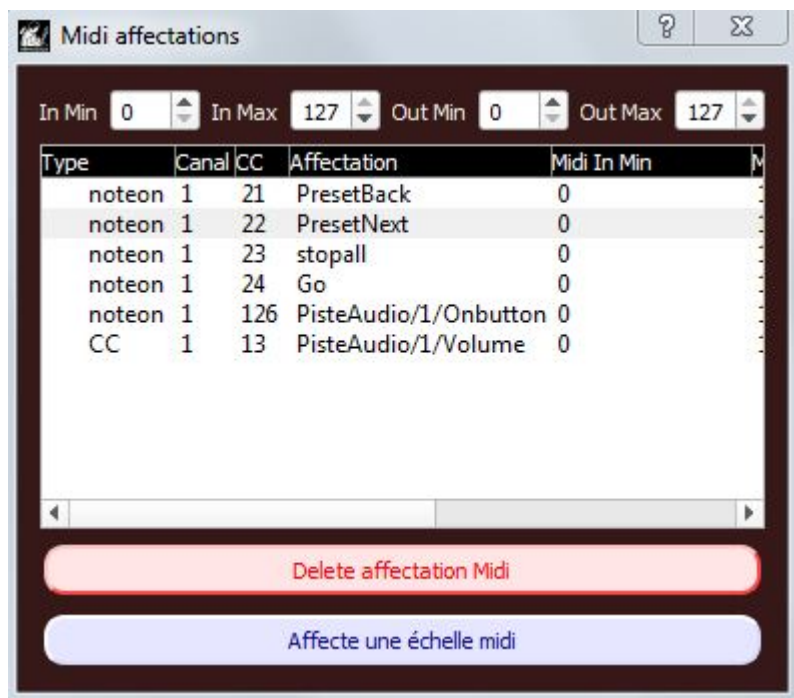 Midi affectations
In Min 0 In Max 127 Out Min 0 Out Max 127
Type Canal CC Affectation Midi In Min
noteon 1 21 PresetBack 0
noteon 1 22 PresetNext 0
noteon 1 23 stopall 0
noteon 1 24 Go 0
noteon 1 126 PisteAudio/1/Onbutton 0
CC 1 13 PisteAudio/1/Volume 0
Delete affectation Midi
Affecte une échelle midi